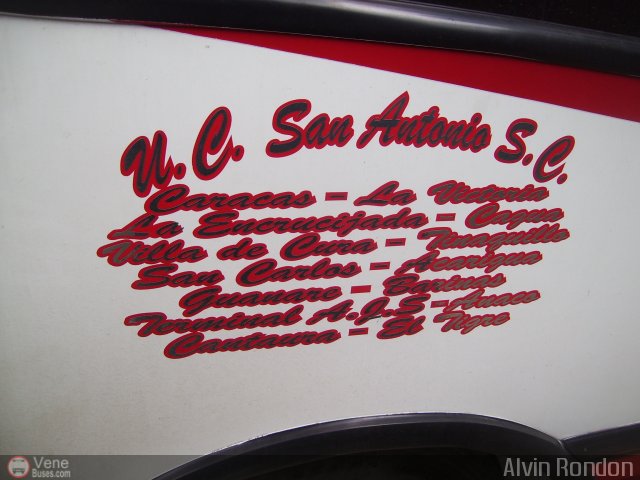 U.C. San Antonio S.C.
Caracas - La Victoria
La Encrucijada - Cagua
Villa de Cura - Tinaquillo
San Carlos - Acarigua
Guanare - Barinas
Terminal A.J.S - Anaco
Cantaura - El Tigre
Vene
Buses.com
Alvin Rondon